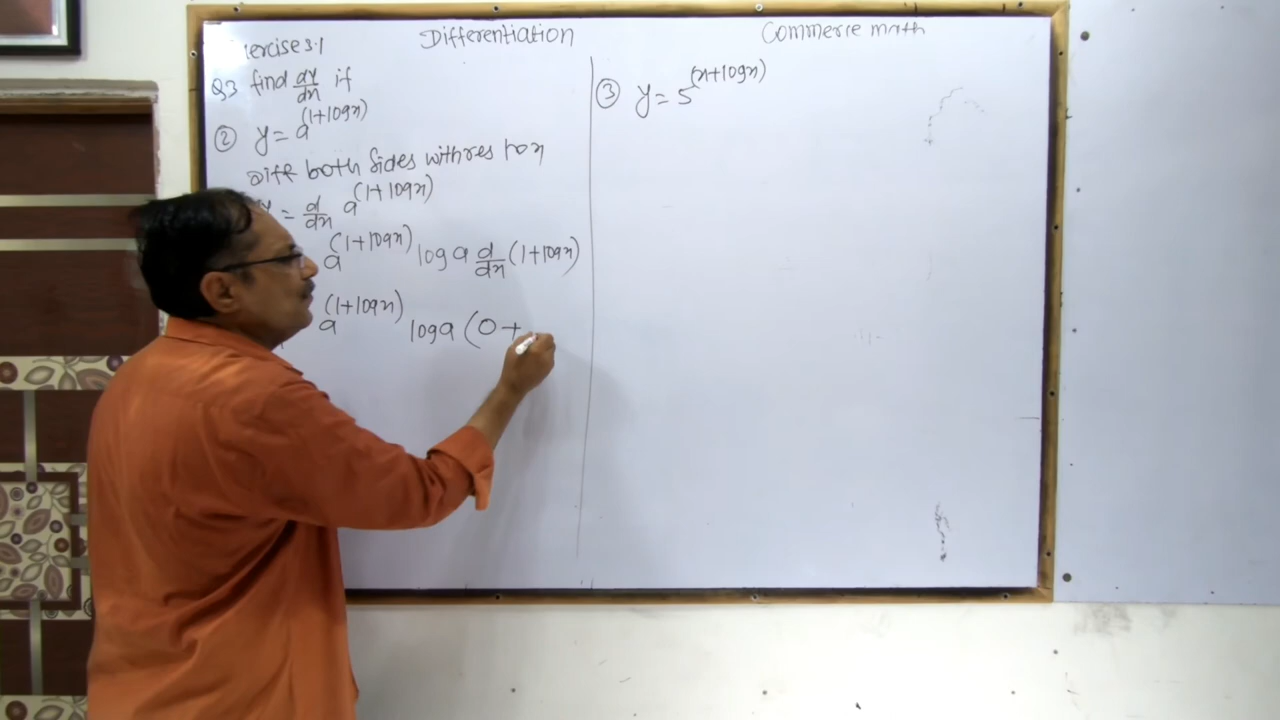 Differentiation
Commerce math
ercise 3.1
Q3 find dy/dx if
② y = a^(1+logx)
Diff both sides with res to x
= d/dx a^(1+logx)
a^(1+logx) log a d/dx (1+logx)
a^(1+logx) log a (0 +
③ y = 5^(x+logx)